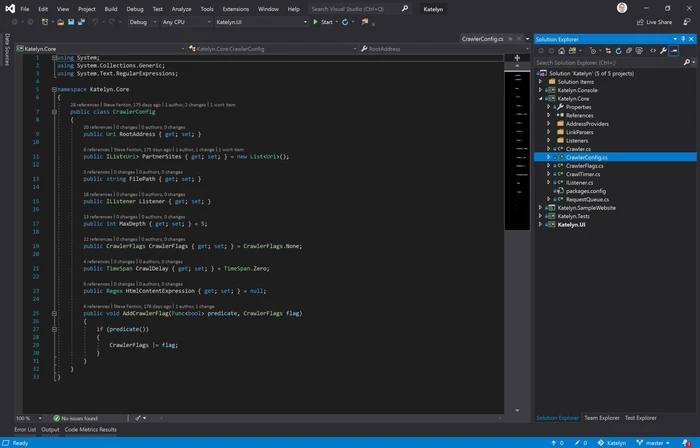 File Edit View Project Build Debug Test Analyze Tools Extensions Window Help Search Visual Studio (Ctrl+Q) Katelyn
Debug Any CPU Katelyn.UI Start Live Share
CrawlerConfig.cs
Katelyn.Core Katelyn.Core.CrawlerConfig RootAddress
1 using System;
2 using System.Collections.Generic;
3 using System.Text.RegularExpressions;
4
5 namespace Katelyn.Core
6 {
28 references | Steve Fenton, 175 days ago | 1 author, 2 changes | 1 work item
7 public class CrawlerConfig
8 {
20 references | 0 changes | 0 authors, 0 changes
9 public Uri RootAddress { get; set; }
10
6 references | Steve Fenton, 175 days ago | 1 author, 1 change | 1 work item
11 public IList<Uri> PartnerSites { get; set; } = new List<Uri>();
12
3 references | 0 changes | 0 authors, 0 changes
13 public string FilePath { get; set; }
14
18 references | 0 changes | 0 authors, 0 changes
15 public IListener Listener { get; set; }
16
13 references | 0 changes | 0 authors, 0 changes
17 public int MaxDepth { get; set; } = 5;
18
22 references | 0 changes | 0 authors, 0 changes
19 public CrawlerFlags CrawlerFlags { get; set; } = CrawlerFlags.None;
20
4 references | 0 changes | 0 authors, 0 changes
21 public TimeSpan CrawlDelay { get; set; } = TimeSpan.Zero;
22
8 references | 0 changes | 0 authors, 0 changes
23 public Regex HtmlContentExpression { get; set; } = null;
24
4 references | Steve Fenton, 176 days ago | 1 author, 1 change
25 public void AddCrawlerFlag(Func<bool> predicate, CrawlerFlags flag)
26 {
27 if (predicate())
28 {
29 CrawlerFlags |= flag;
30 }
31 }
32 }
33 }
100 % No issues found
Error List Output Code Metrics Results
Solution Explorer
Search Solution Explorer (Ctrl+;)
Solution 'Katelyn' (5 of 5 projects)
Solution Items
Katelyn.Console
Katelyn.Core
Properties
References
AddressProviders
LinkParsers
Listeners
Crawler.cs
CrawlerConfig.cs
CrawlerFlags.cs
CrawlTimer.cs
IListener.cs
packages.config
RequestQueue.cs
Katelyn.SampleWebsite
Katelyn.Tests
Katelyn.UI
Solution Explorer Team Explorer Test Explorer
Ready 0 0 Katelyn master